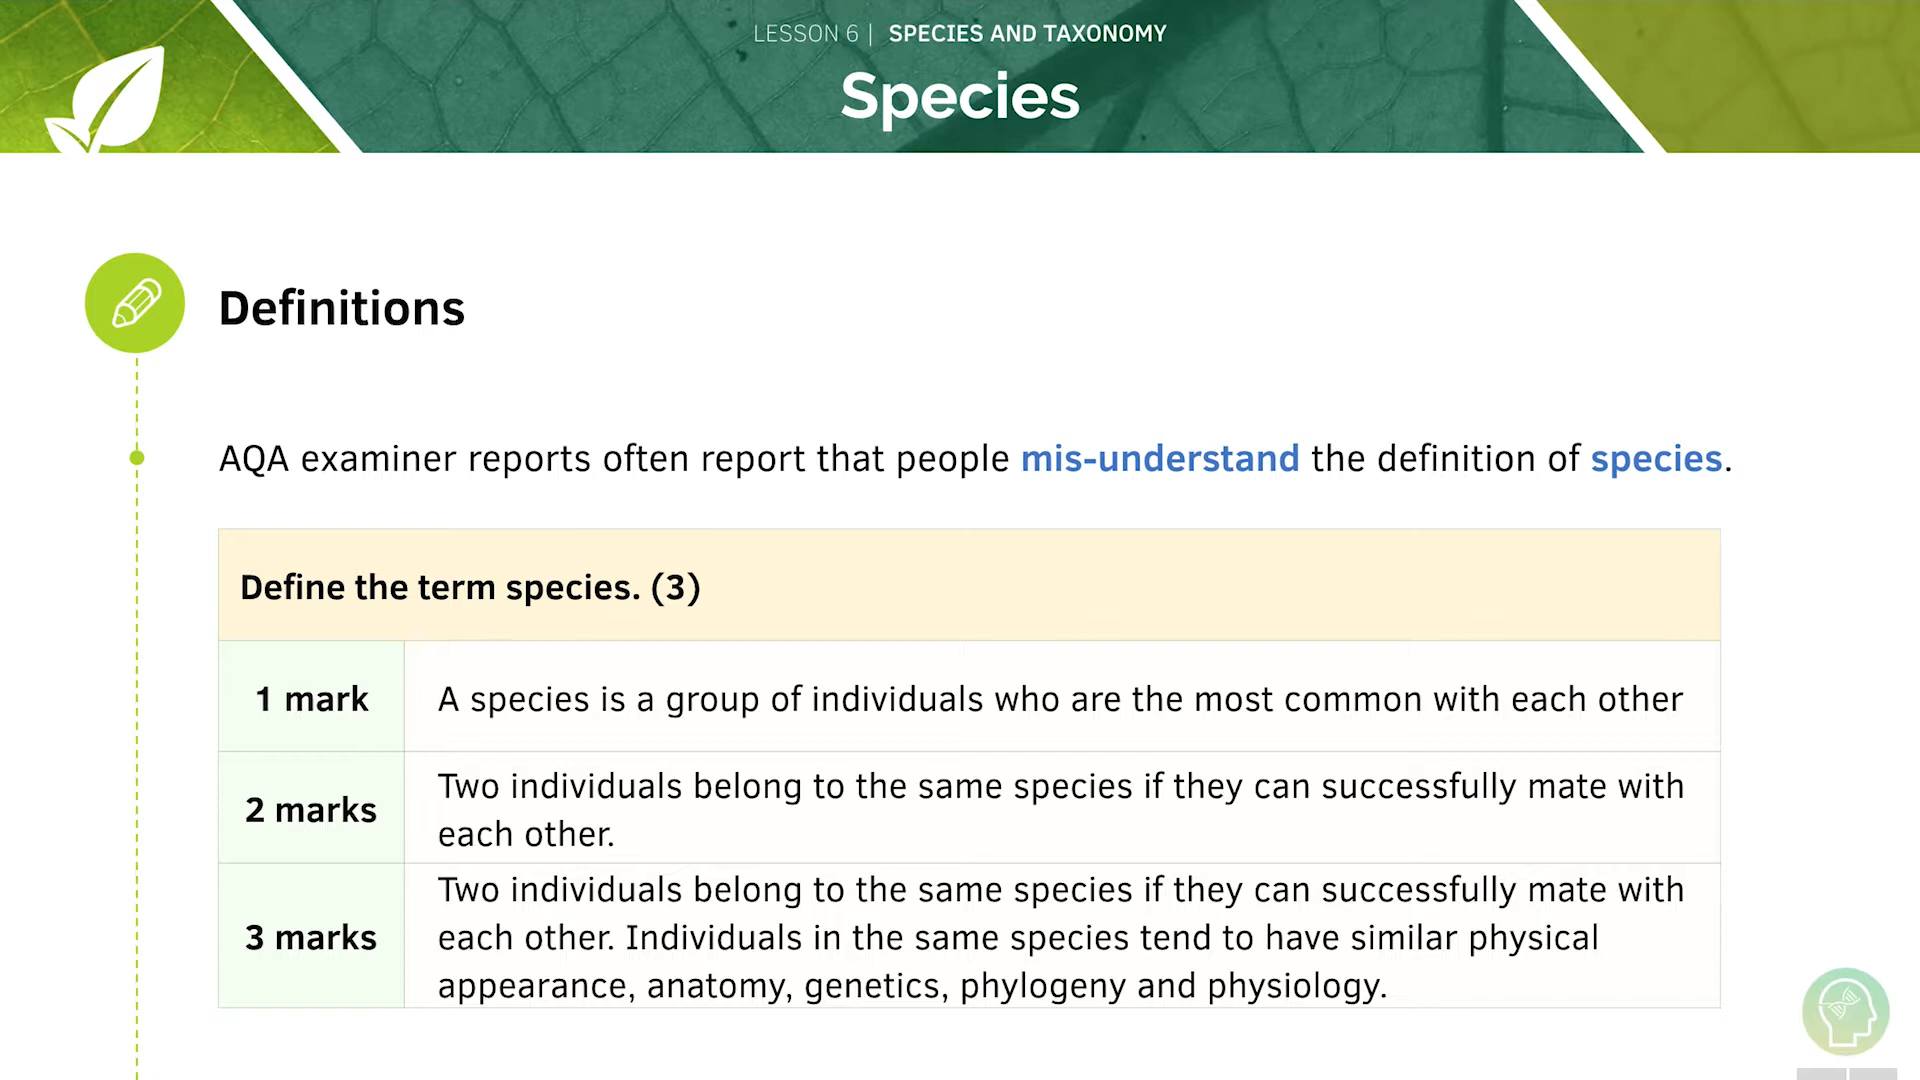 LESSON 6 | SPECIES AND TAXONOMY
Species
Definitions
AQA examiner reports often report that people mis-understand the definition of species.
Define the term species. (3)
1 mark
A species is a group of individuals who are the most common with each other
2 marks
Two individuals belong to the same species if they can successfully mate with
each other.
3 marks
Two individuals belong to the same species if they can successfully mate with
each other. Individuals in the same species tend to have similar physical
appearance, anatomy, genetics, phylogeny and physiology.